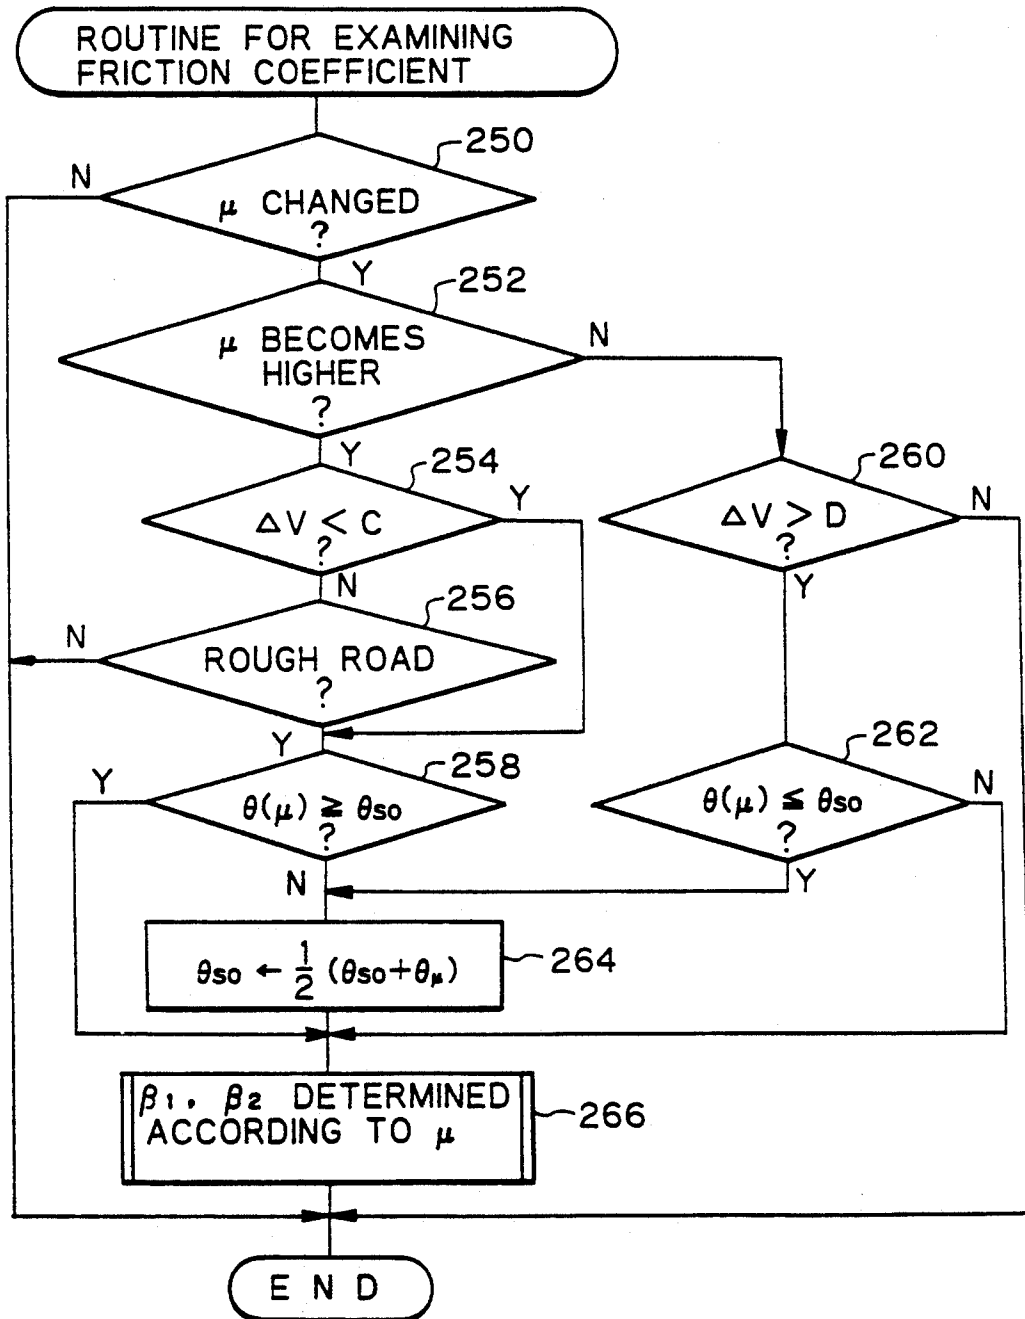 ROUTINE FOR EXAMINING
FRICTION COEFFICIENT
250
N
μ CHANGED
?
Y
252
μ BECOMES
HIGHER
?
N
Y
254
ΔV < C
?
Y
N
260
ΔV > D
?
N
Y
256
N
ROUGH ROAD
?
Y
258
Y
θ(μ) ≧ θso
?
N
262
θ(μ) ≦ θso
?
N
Y
θso ← 1/2 (θso+θμ)
264
β1, β2 DETERMINED
ACCORDING TO μ
266
END